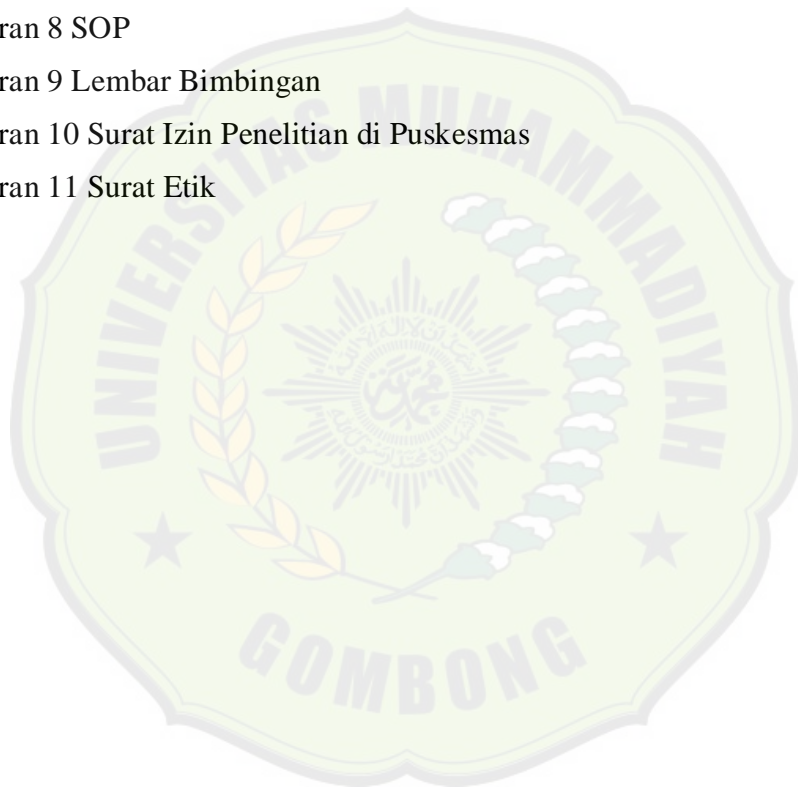 ran 8 SOP
ran 9 Lembar Bimbingan
ran 10 Surat Izin Penelitian di Puskesmas
ran 11 Surat Etik
UNIVERSITAS MUHAMMADIYAH
GOMBONG